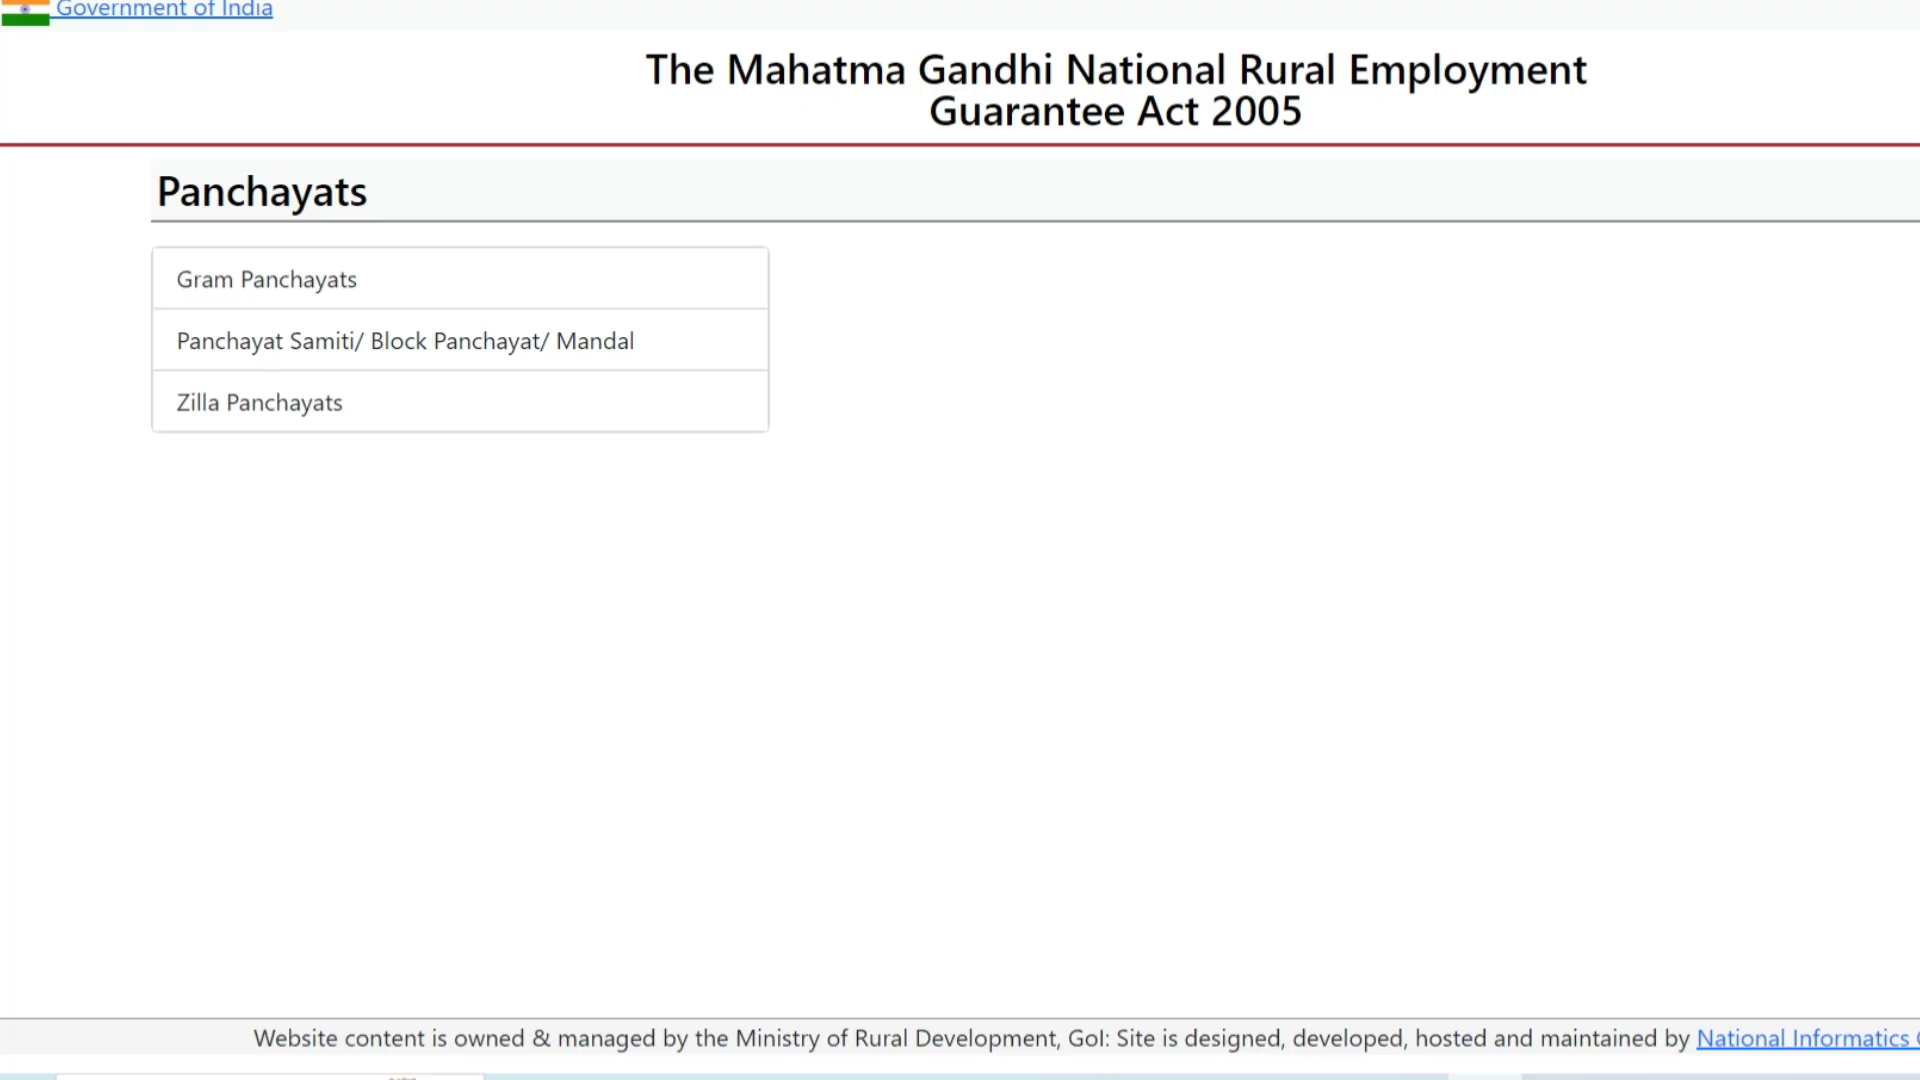 Government of India
The Mahatma Gandhi National Rural Employment
Guarantee Act 2005
Panchayats
Gram Panchayats
Panchayat Samiti/ Block Panchayat/ Mandal
Zilla Panchayats
Website content is owned & managed by the Ministry of Rural Development, GoI: Site is designed, developed, hosted and maintained by National Informatics